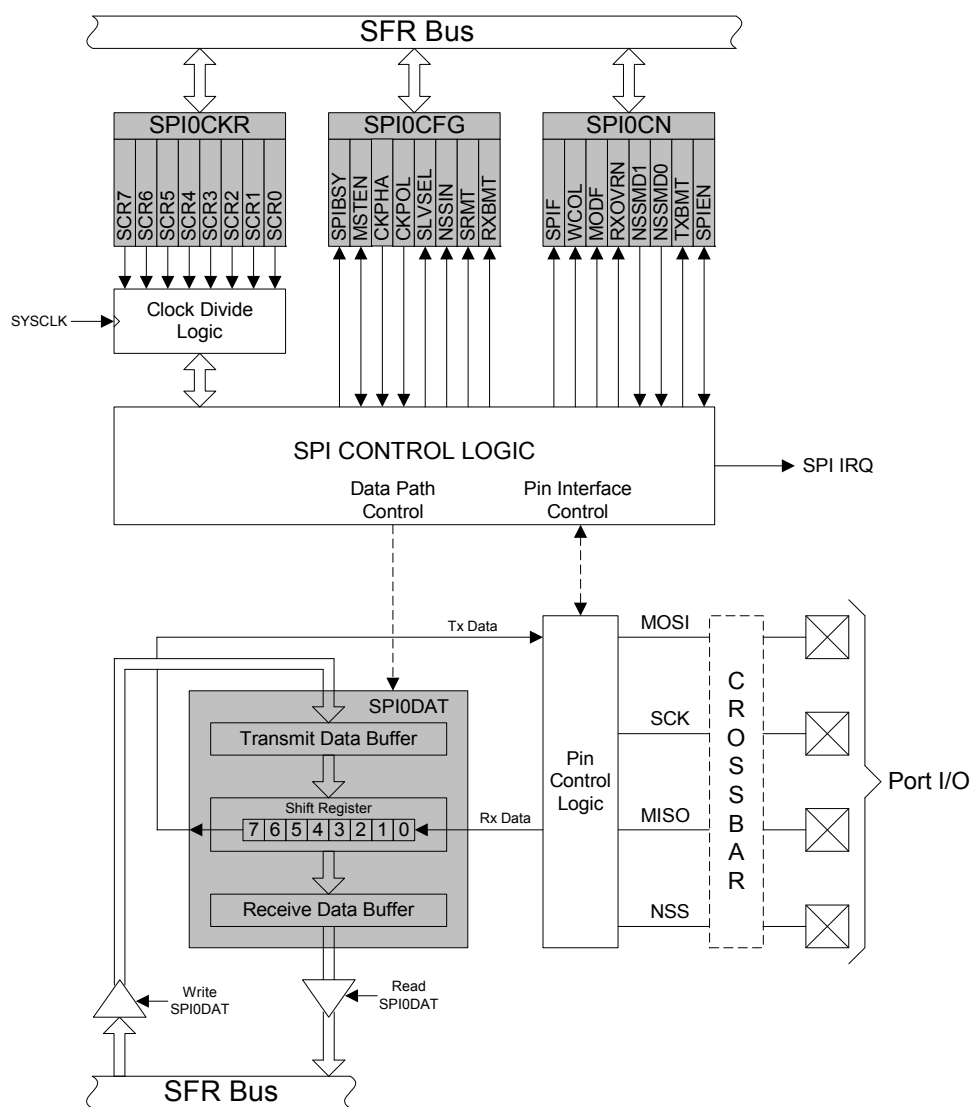 SFR Bus
SPI0CKR
SPI0CFG
SPI0CN
SCR7
SCR6
SCR5
SCR4
SCR3
SCR2
SCR1
SCR0
SPIBSY
MSTEN
CKPHA
CKPOL
SLVSEL
NSSIN
SRMT
RXBMT
SPIF
WCOL
MODF
RXOVRN
NSSMD1
NSSMD0
TXBMT
SPIEN
SYSCLK
Clock Divide
Logic
SPI CONTROL LOGIC
SPI IRQ
Data Path
Control
Pin Interface
Control
Tx Data
MOSI
SPI0DAT
Transmit Data Buffer
SCK
Shift Register
7 6 5 4 3 2 1 0
Rx Data
Pin
Control
Logic
MISO
Receive Data Buffer
NSS
CROSSBAR
Port I/O
Write
SPI0DAT
Read
SPI0DAT
SFR Bus